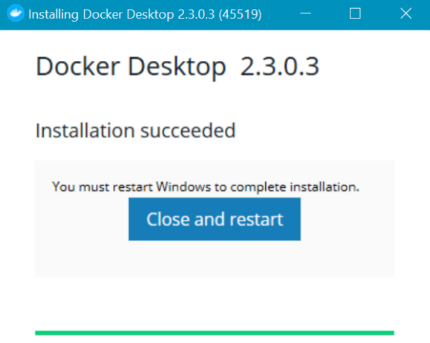 Installing Docker Desktop 2.3.0.3 (45519)
Docker Desktop 2.3.0.3
Installation succeeded
You must restart Windows to complete installation.
Close and restart